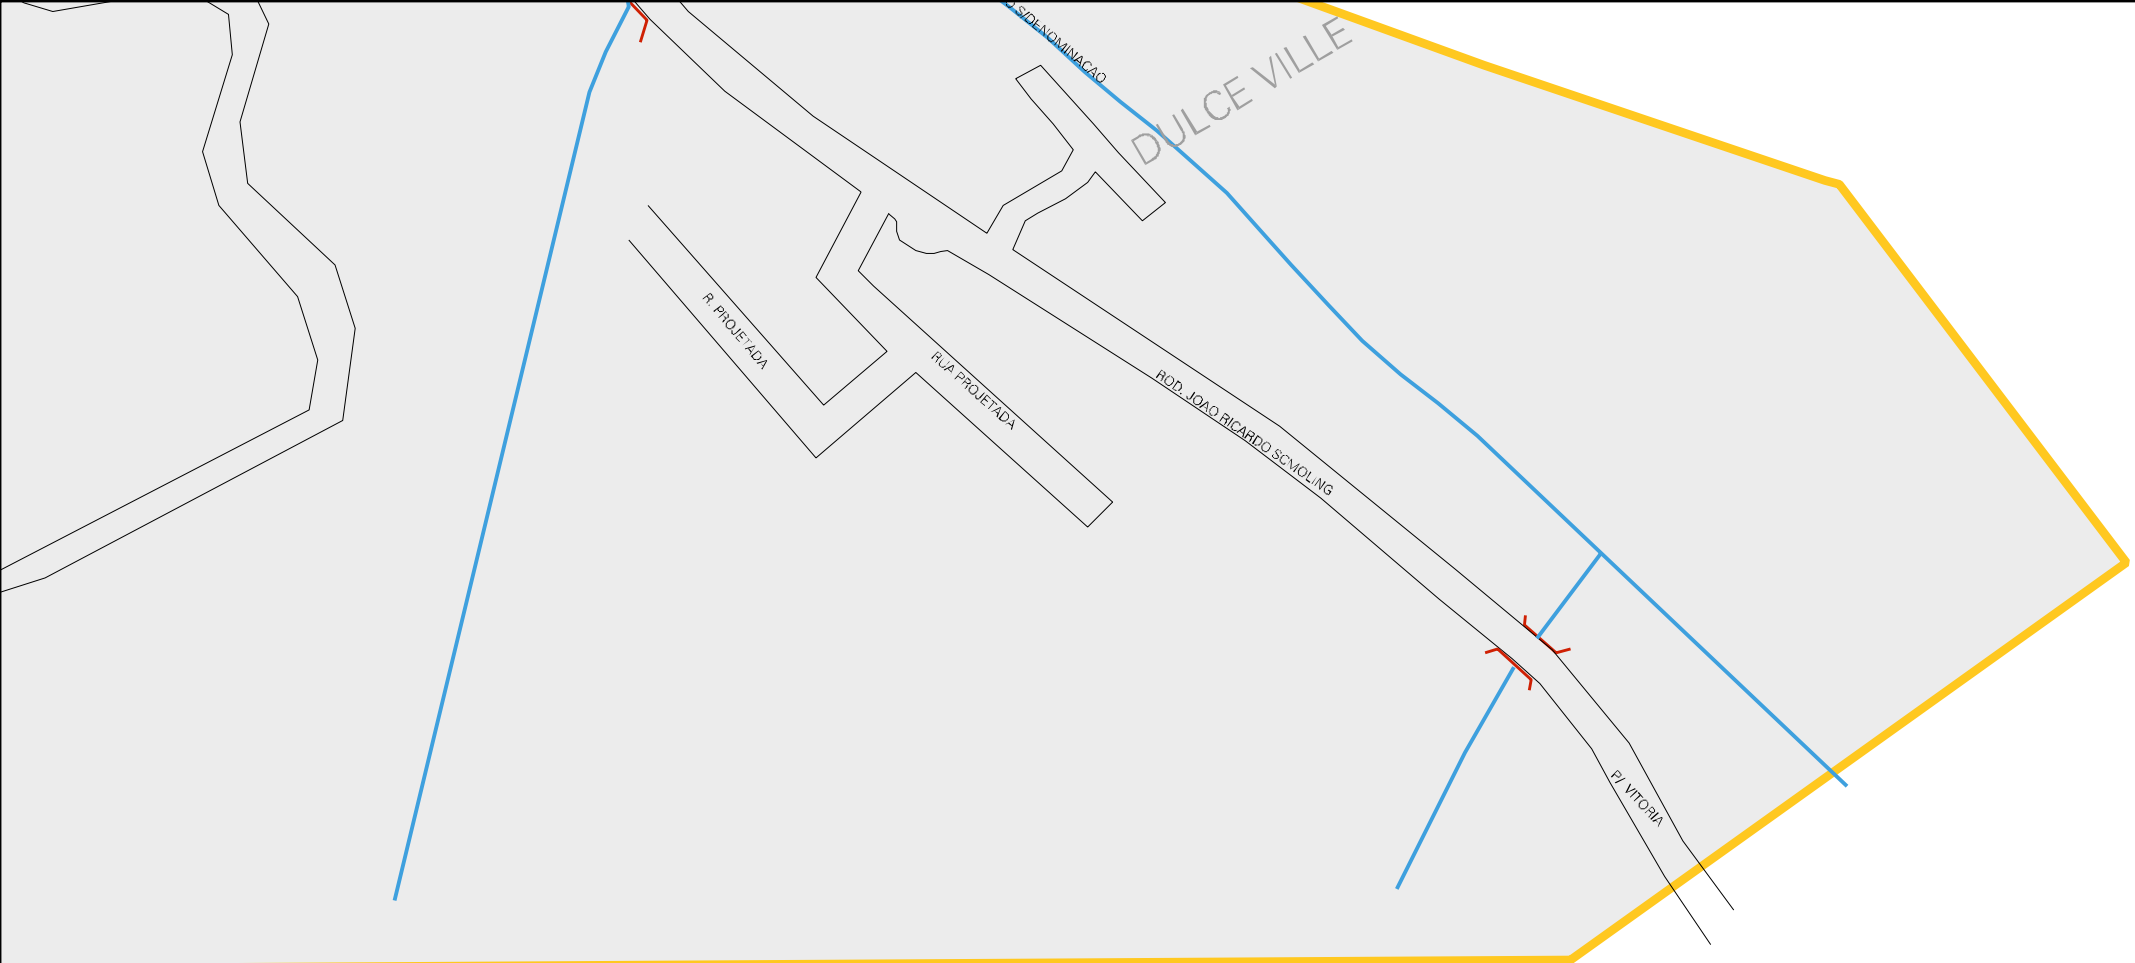 S/DENOMINACAO
DULCE VILLE
R. PROJETADA
RUA PROJETADA
ROD. JOAO RICARDO SCMOLING
P/ VITORIA